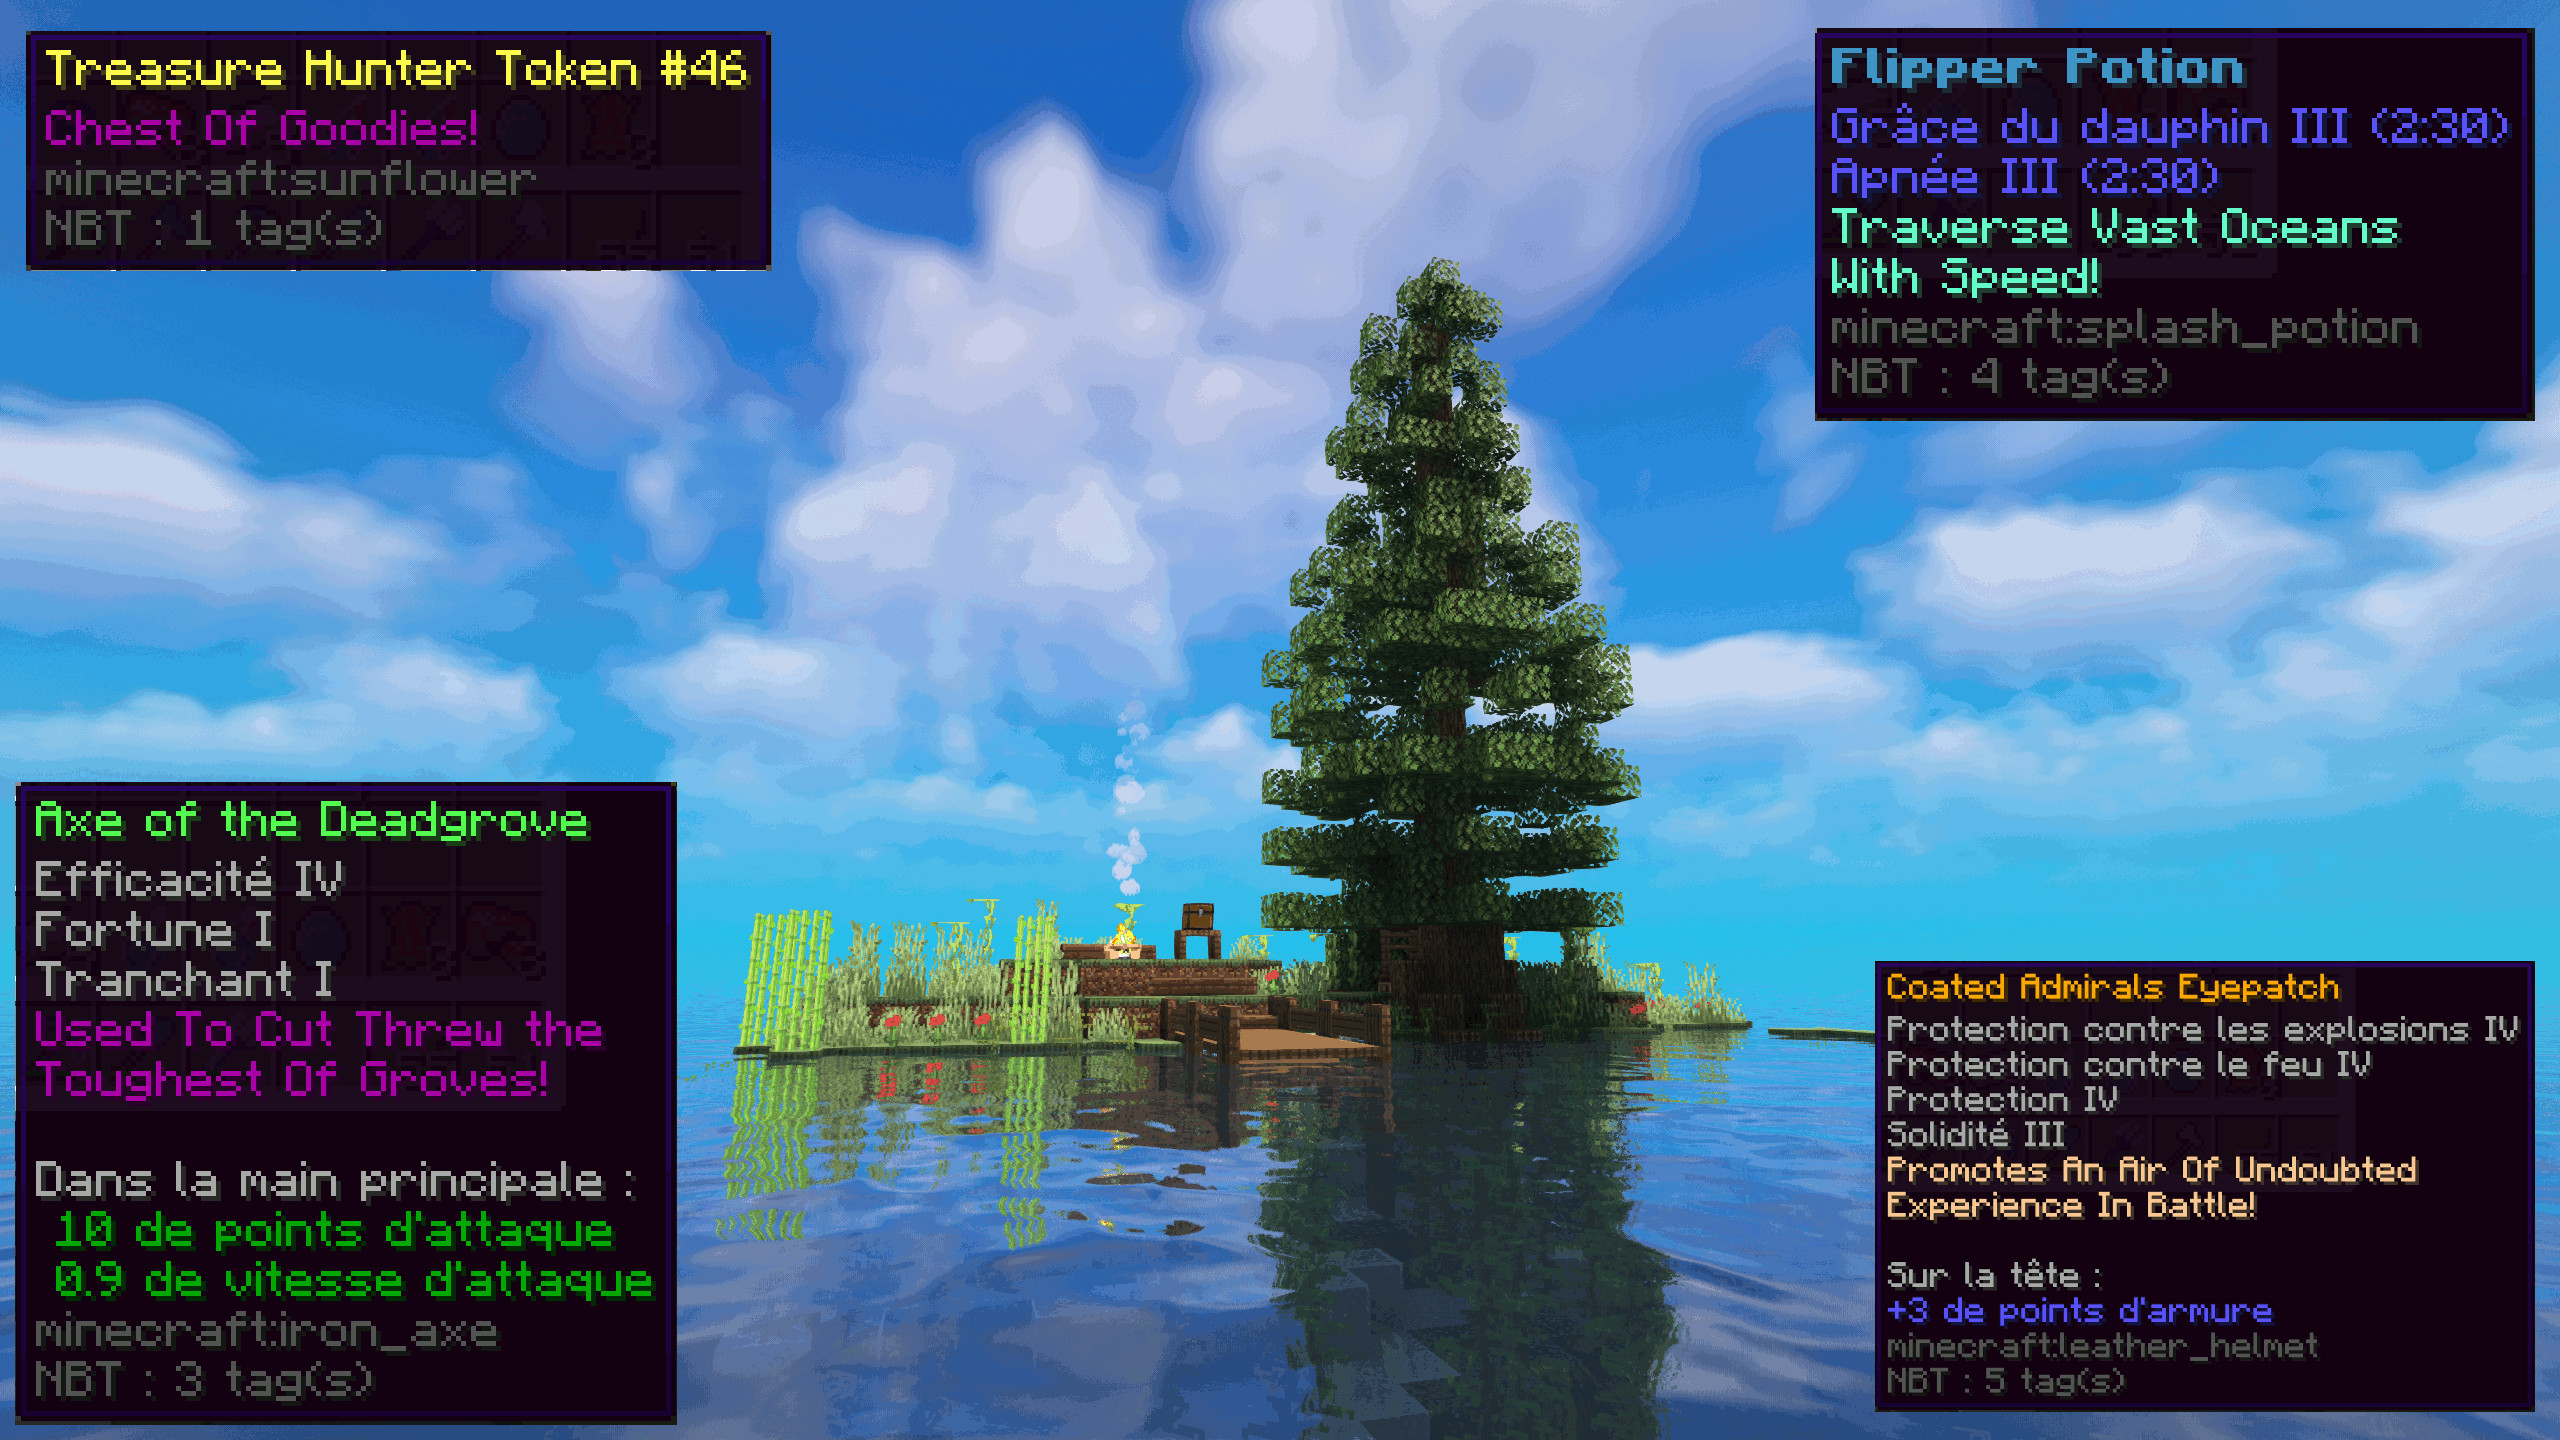 Treasure Hunter Token #46
Chest Of Goodies!
minecraft:sunflower
NBT : 1 tag(s)
Flipper Potion
Grâce du dauphin III (2:30)
Apnée III (2:30)
Traverse Vast Oceans
With Speed!
minecraft:splash_potion
NBT : 4 tag(s)
Axe of the Deadgrove
Efficacité IV
Fortune I
Tranchant I
Used To Cut Threw the
Toughest Of Groves!
Dans la main principale :
10 de points d'attaque
0.9 de vitesse d'attaque
minecraft:iron_axe
NBT : 3 tag(s)
Coated Admirals Eyepatch
Protection contre les explosions IV
Protection contre le feu IV
Protection IV
Solidité III
Promotes An Air Of Undoubted
Experience In Battle!
Sur la tête :
+3 de points d'armure
minecraft:leather_helmet
NBT : 5 tag(s)